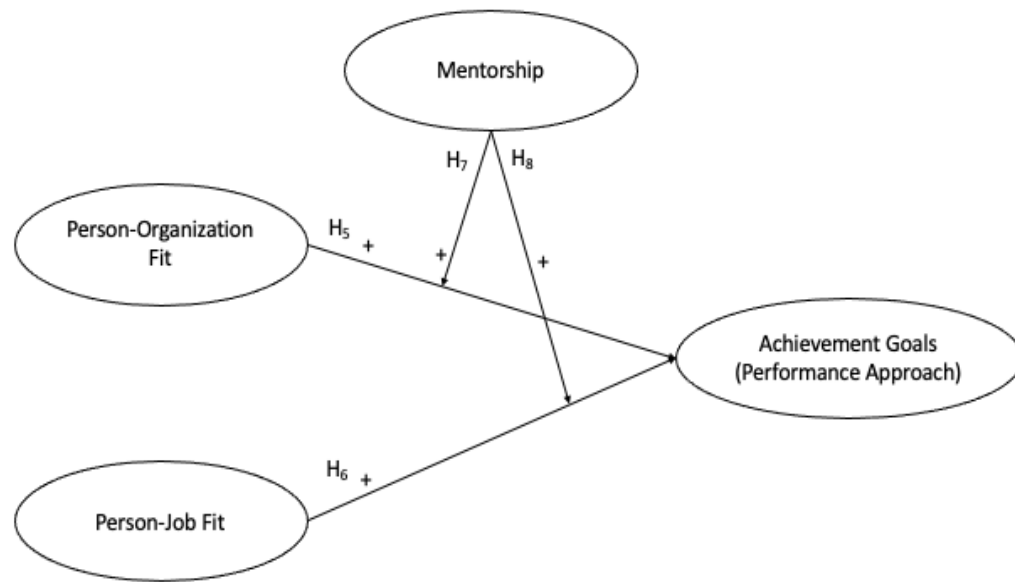 Mentorship
H₇
H₈
Person-Organization
Fit
H₅
+
+
+
Achievement Goals
(Performance Approach)
H₆
+
Person-Job Fit